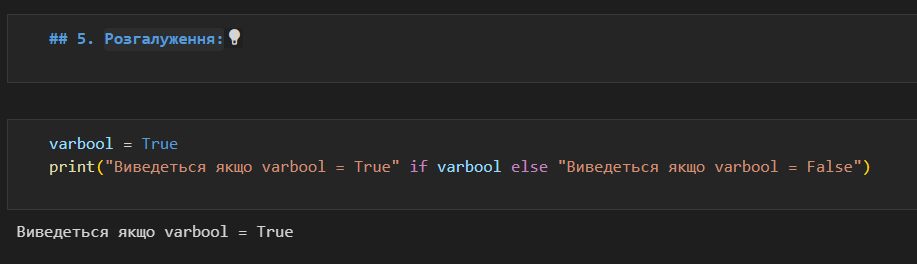 ## 5. Розгалуження:
varbool = True
print("Виведеться якщо varbool = True" if varbool else "Виведеться якщо varbool = False")
Виведеться якщо varbool = True